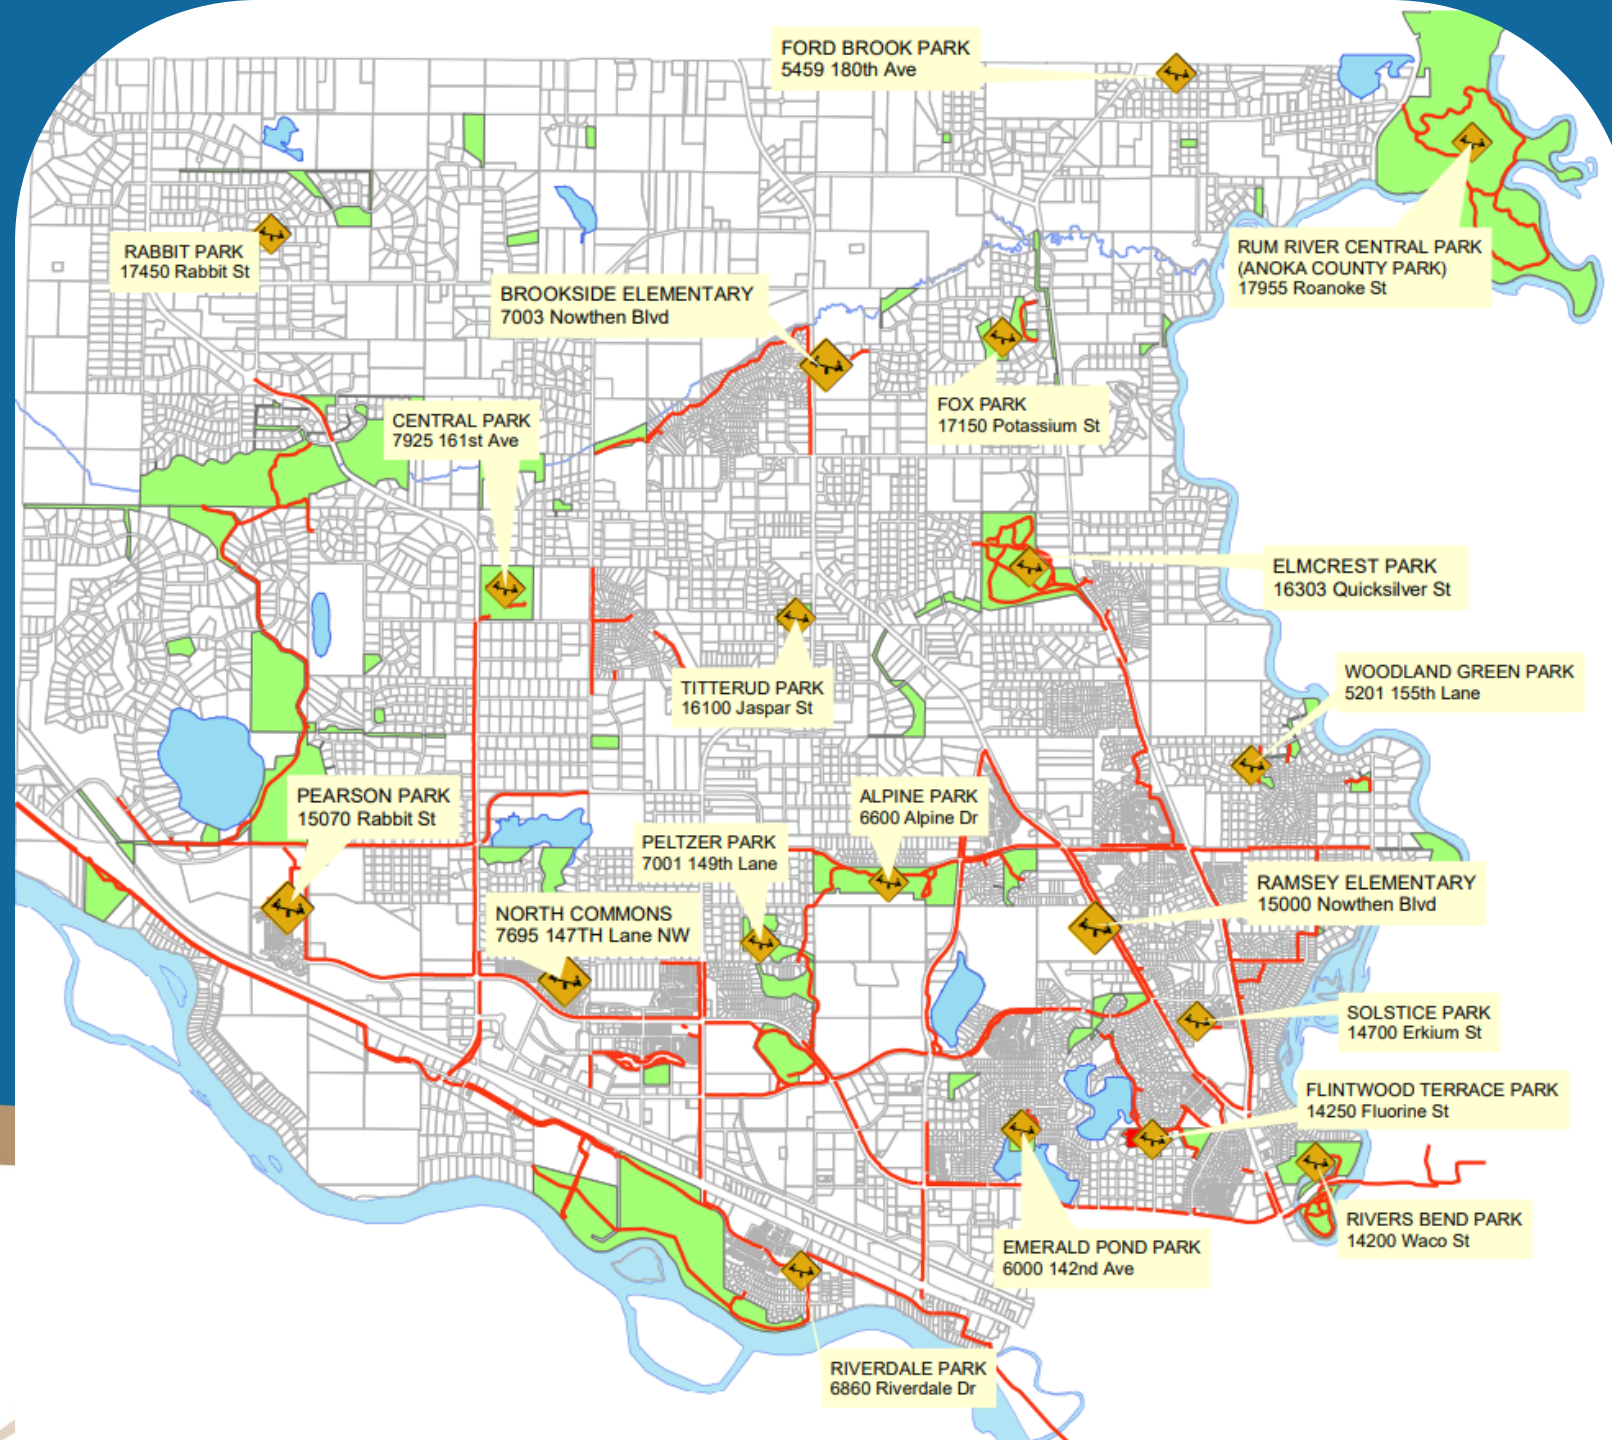 FORD BROOK PARK
5459 180th Ave
RUM RIVER CENTRAL PARK
(ANOKA COUNTY PARK)
17955 Roanoke St
RABBIT PARK
17450 Rabbit St
BROOKSIDE ELEMENTARY
7003 Nowthen Blvd
FOX PARK
17150 Potassium St
CENTRAL PARK
7925 161st Ave
ELMCREST PARK
16303 Quicksilver St
TITTERUD PARK
16100 Jaspar St
WOODLAND GREEN PARK
5201 155th Lane
PEARSON PARK
15070 Rabbit St
ALPINE PARK
6600 Alpine Dr
PELTZER PARK
7001 149th Lane
RAMSEY ELEMENTARY
15000 Nowthen Blvd
NORTH COMMONS
7695 147TH Lane NW
SOLSTICE PARK
14700 Erkium St
FLINTWOOD TERRACE PARK
14250 Fluorine St
RIVERS BEND PARK
14200 Waco St
EMERALD POND PARK
6000 142nd Ave
RIVERDALE PARK
6860 Riverdale Dr